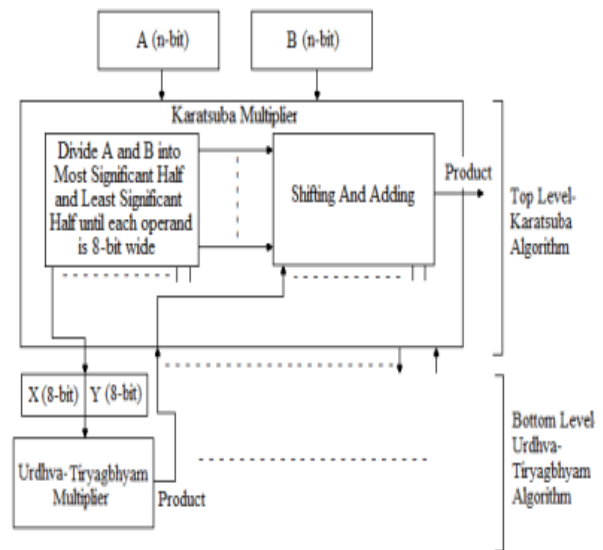 A (n-bit)
B (n-bit)
Karatsuba Multiplier
Divide A and B into
Most Significant Half
and Least Significant
Half until each operand
is 8-bit wide
Shifting And Adding
Product
Top Level-
Karatsuba
Algorithm
X (8-bit)
Y (8-bit)
Urdhva-Tiryagbhyam
Multiplier
Product
Bottom Level-
Urdhva-
Tiryagbhyam
Algorithm